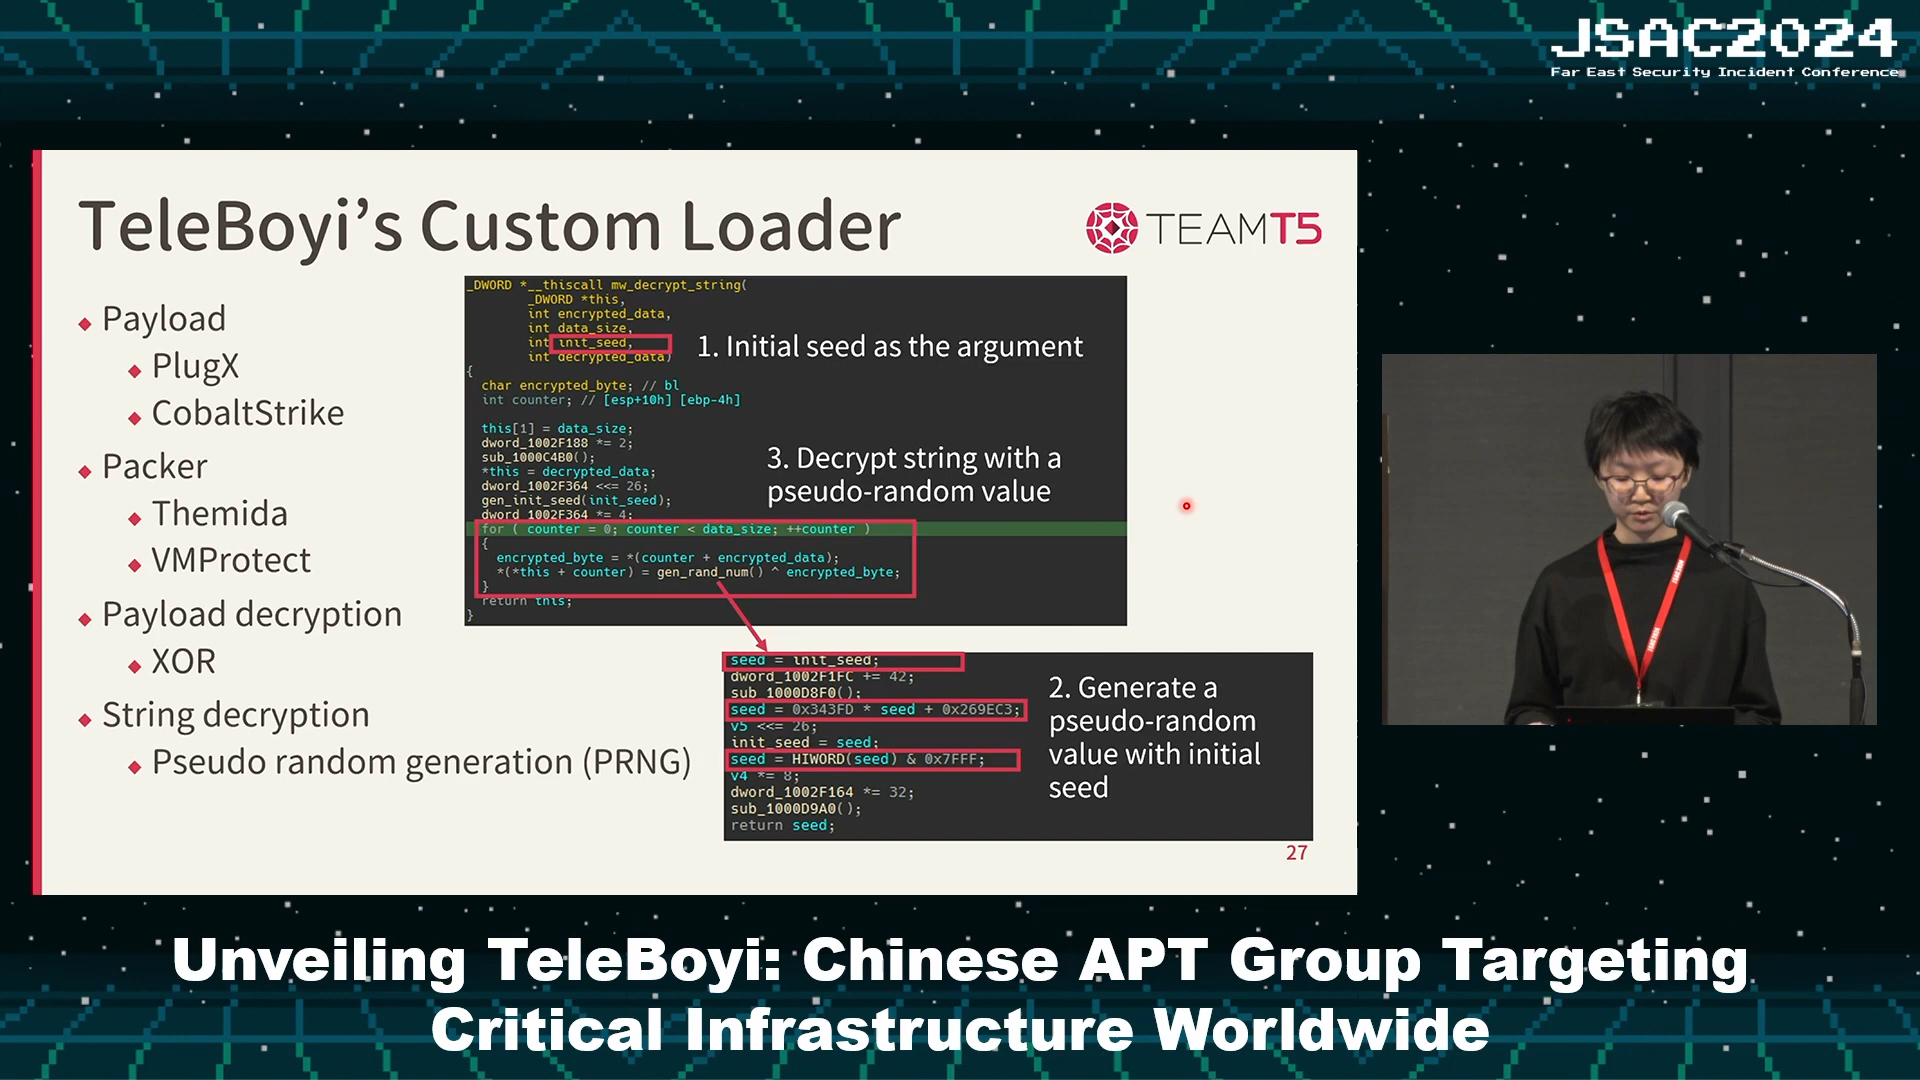 JSAC2024
Far East Security Incident Conference
TeleBoyi's Custom Loader
TEAMT5
Payload
PlugX
CobaltStrike
Packer
Themida
VMProtect
Payload decryption
XOR
String decryption
Pseudo random generation (PRNG)
_DWORD *__thiscall mw_decrypt_string(
_DWORD *this,
int encrypted_data,
int data_size,
int init_seed,
int decrypted_data)
{
char encrypted_byte; // bl
int counter; // [esp+10h] [ebp-4h]
this[1] = data_size;
dword_1002F188 *= 2;
sub_1000C4B0();
*this = decrypted_data;
dword_1002F364 <<= 26;
gen_init_seed(init_seed);
dword_1002F364 *= 4;
for ( counter = 0; counter < data_size; ++counter )
{
encrypted_byte = *(counter + encrypted_data);
*(*this + counter) = gen_rand_num() ^ encrypted_byte;
}
return this;
}
1. Initial seed as the argument
3. Decrypt string with a
pseudo-random value
seed = init_seed;
dword_1002F1FC += 42;
sub_1000D8F0();
seed = 0x343FD * seed + 0x269EC3;
v5 <<= 26;
init_seed = seed;
seed = HIWORD(seed) & 0x7FFF;
v4 *= 8;
dword_1002F164 *= 32;
sub_1000D9A0();
return seed;
2. Generate a
pseudo-random
value with initial
seed
27
Unveiling TeleBoyi: Chinese APT Group Targeting
Critical Infrastructure Worldwide